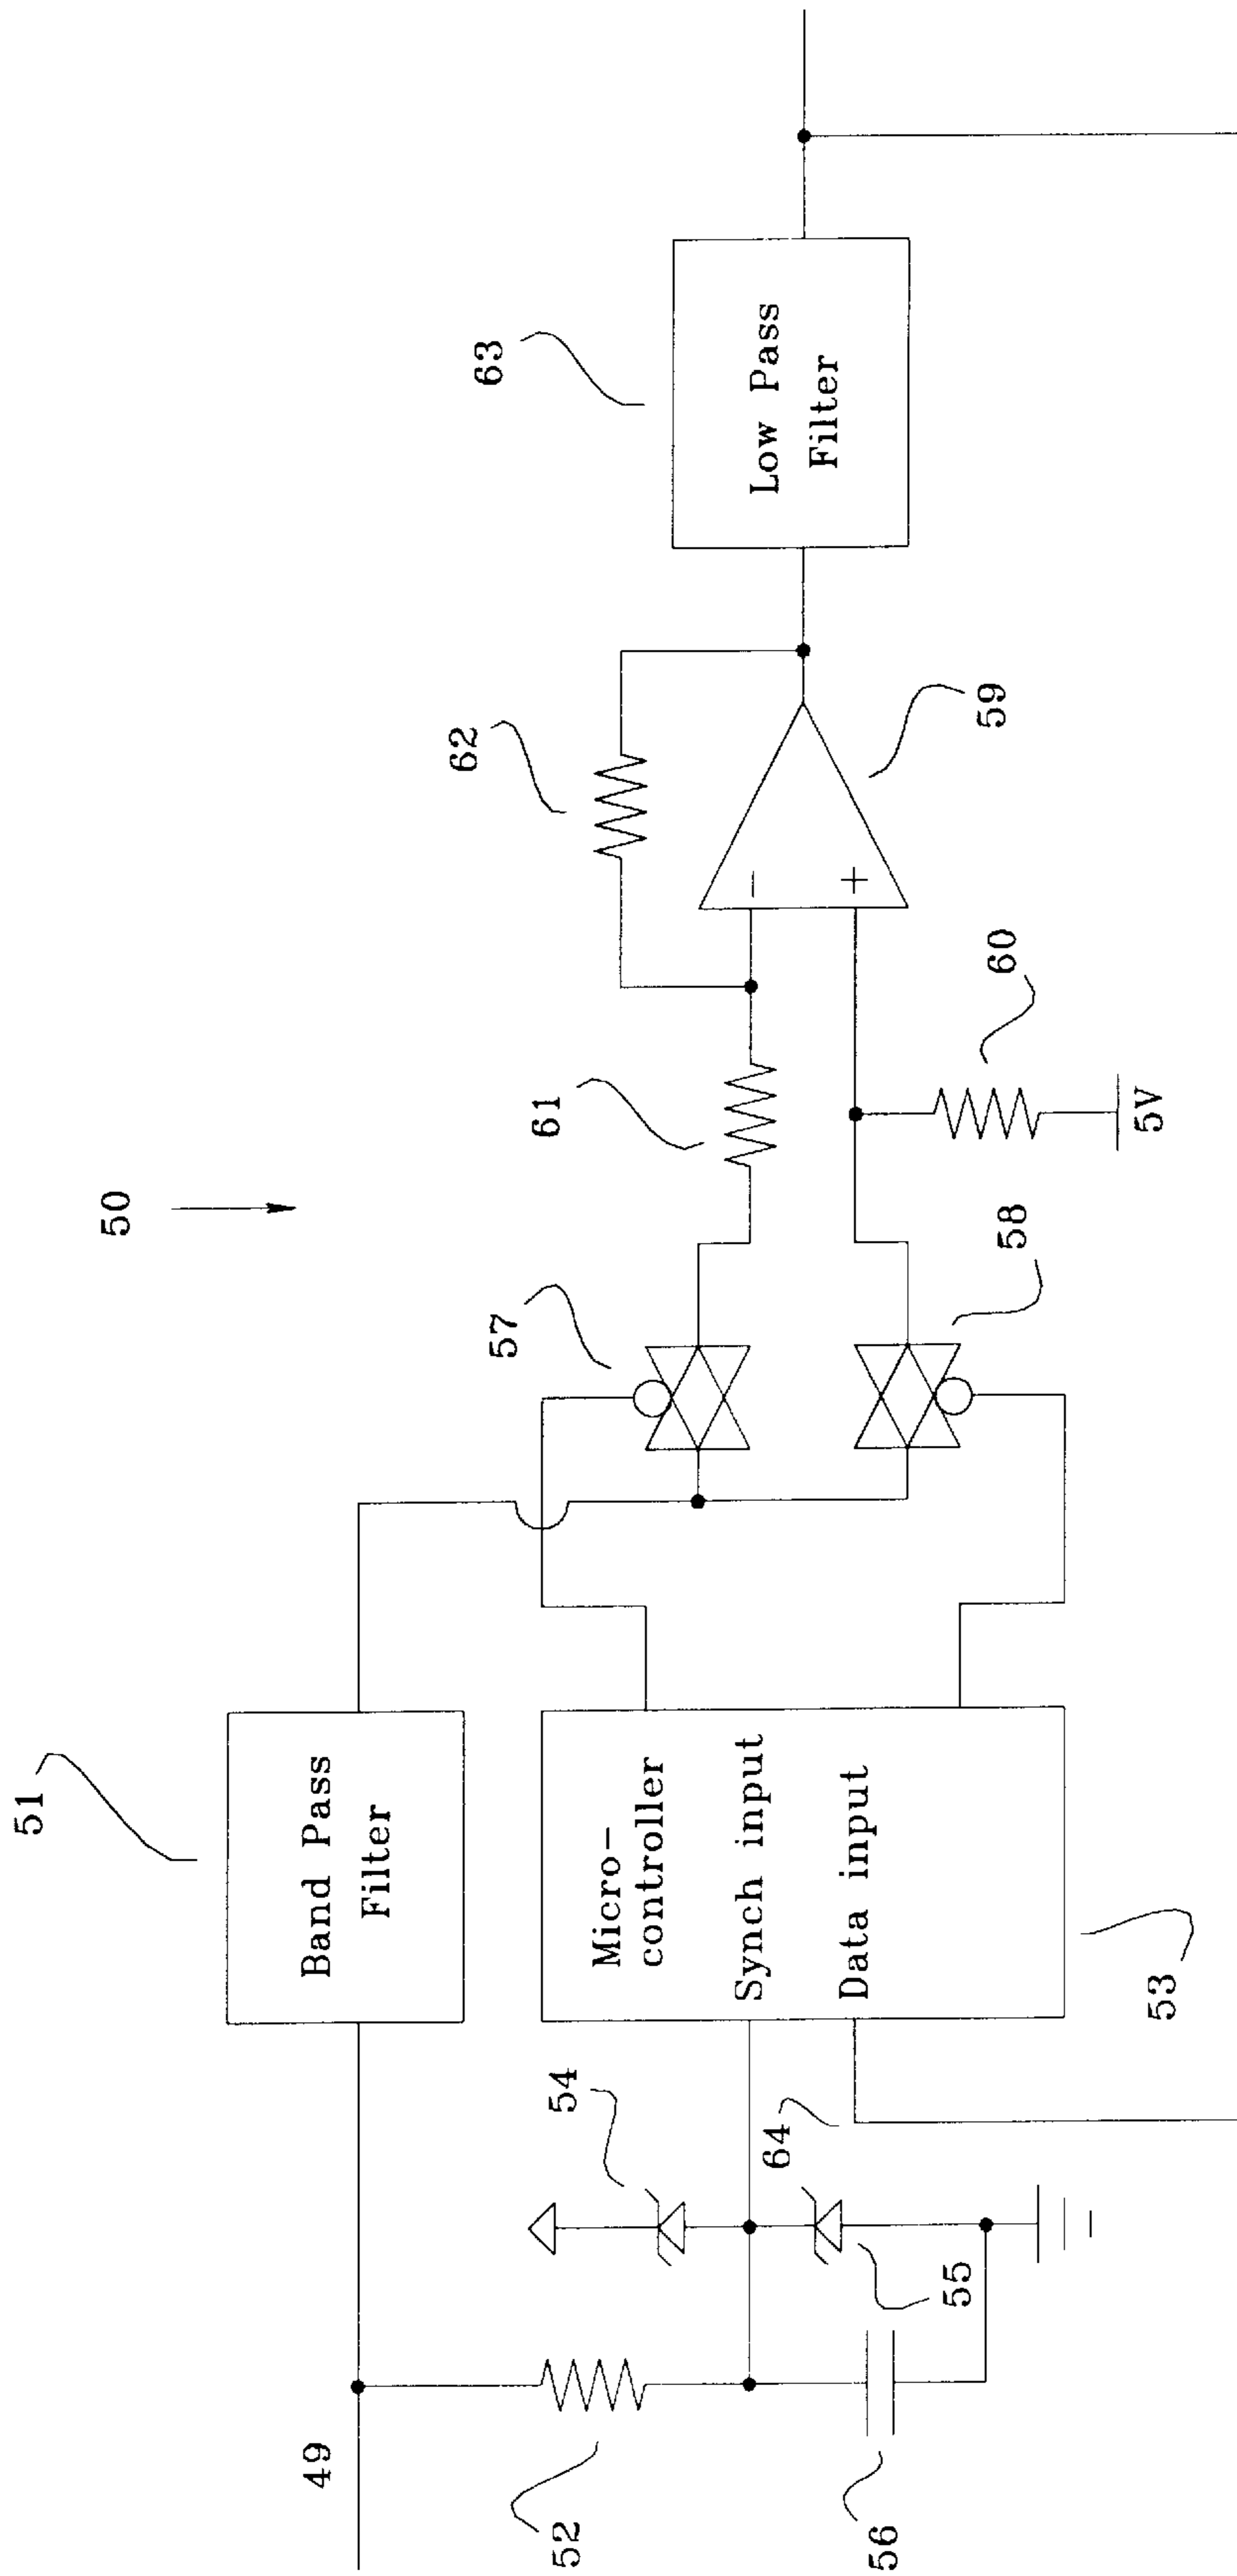 50
51
Band Pass
Filter
49
52
Micro-
controller
Synch input
Data input
53
54
64
55
56
57
58
61
62
-
+
59
60
5V
63
Low Pass
Filter